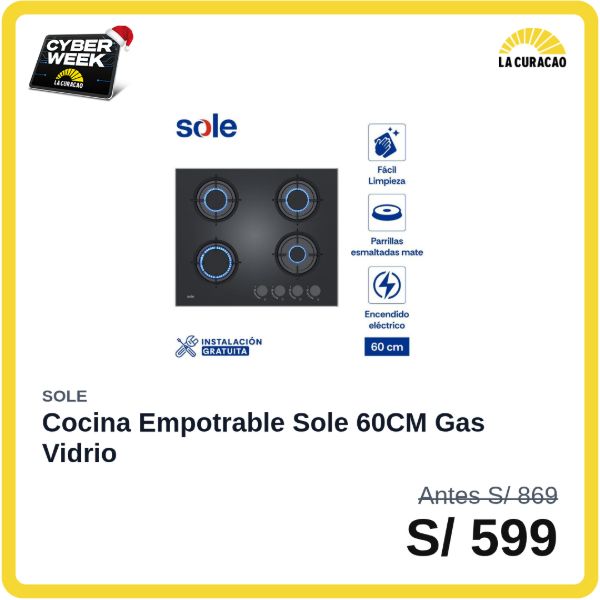 CYBER
WEEK
LA CURACAO
LA CURACAO
sole
Fácil
Limpieza
Parrillas
esmaltadas mate
Encendido
eléctrico
60 cm
sole
INSTALACIÓN
GRATUITA
SOLE
Cocina Empotrable Sole 60CM Gas
Vidrio
Antes S/ 869
S/ 599